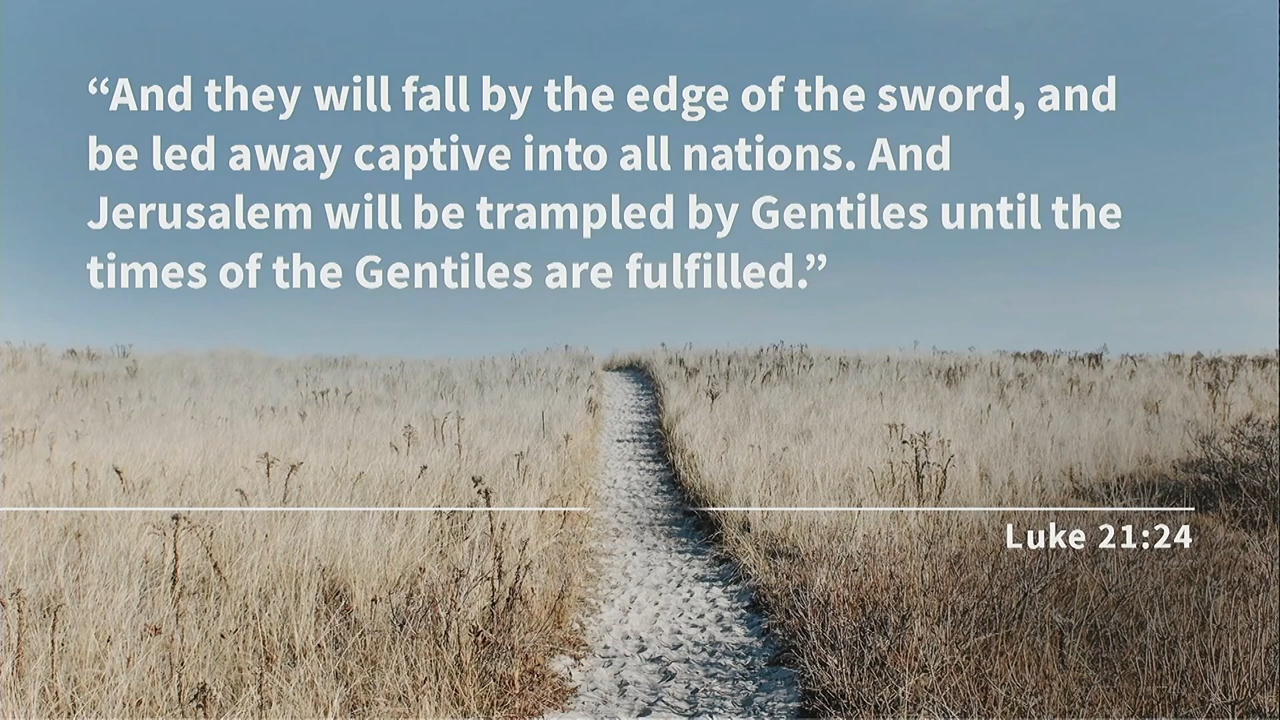 “And they will fall by the edge of the sword, and
be led away captive into all nations. And
Jerusalem will be trampled by Gentiles until the
times of the Gentiles are fulfilled.”
Luke 21:24